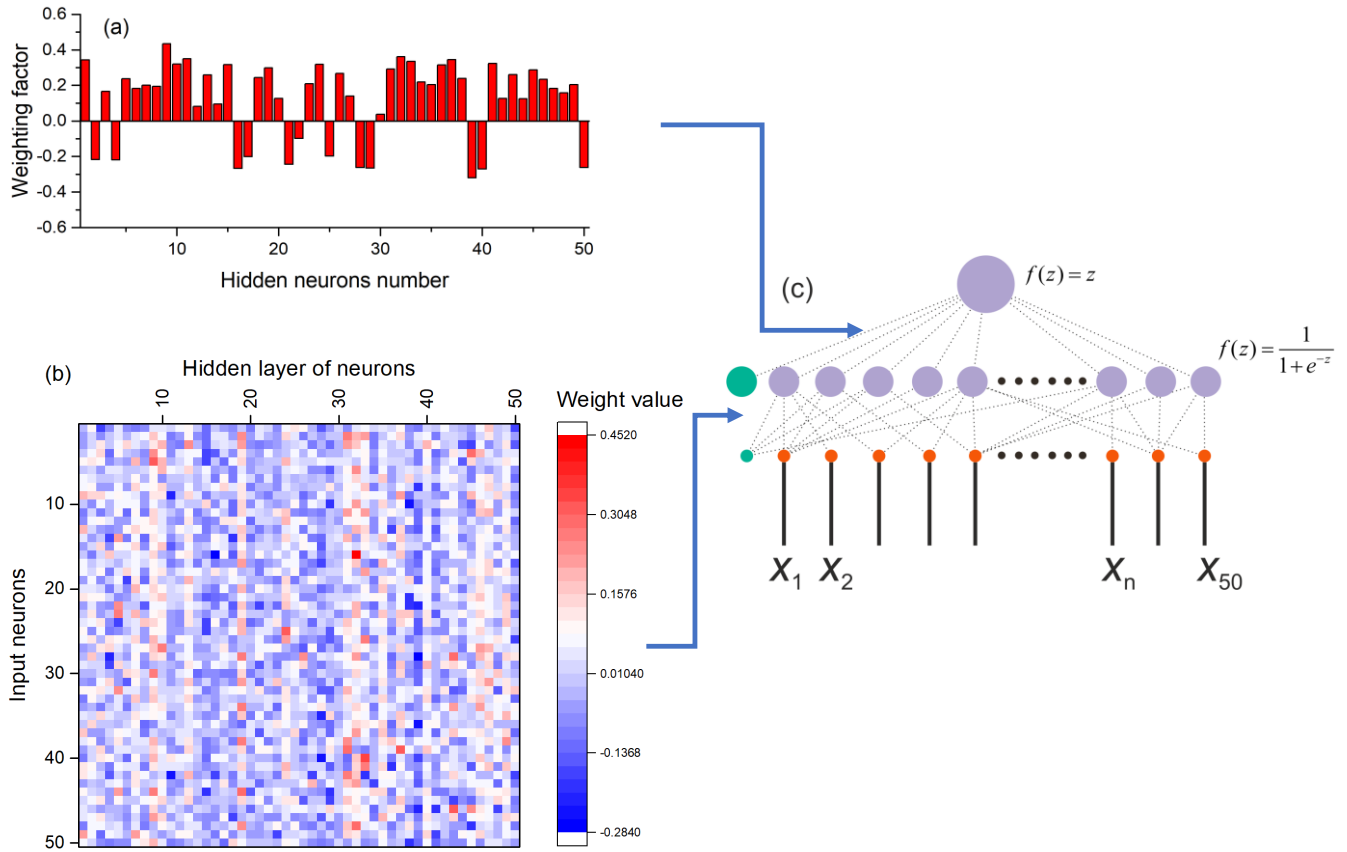 (a)
0.6
0.4
0.2
0.0
-0.2
-0.4
-0.6
Weighting factor
10 20 30 40 50
Hidden neurons number
(b)
Hidden layer of neurons
10 20 30 40 50
Input neurons
10
20
30
40
50
Weight value
0.4520
0.3048
0.1576
0.01040
-0.1368
-0.2840
(c)
f(z)=z
f(z)=1/(1+e^{-z})
x₁ x₂ xₙ x₅₀